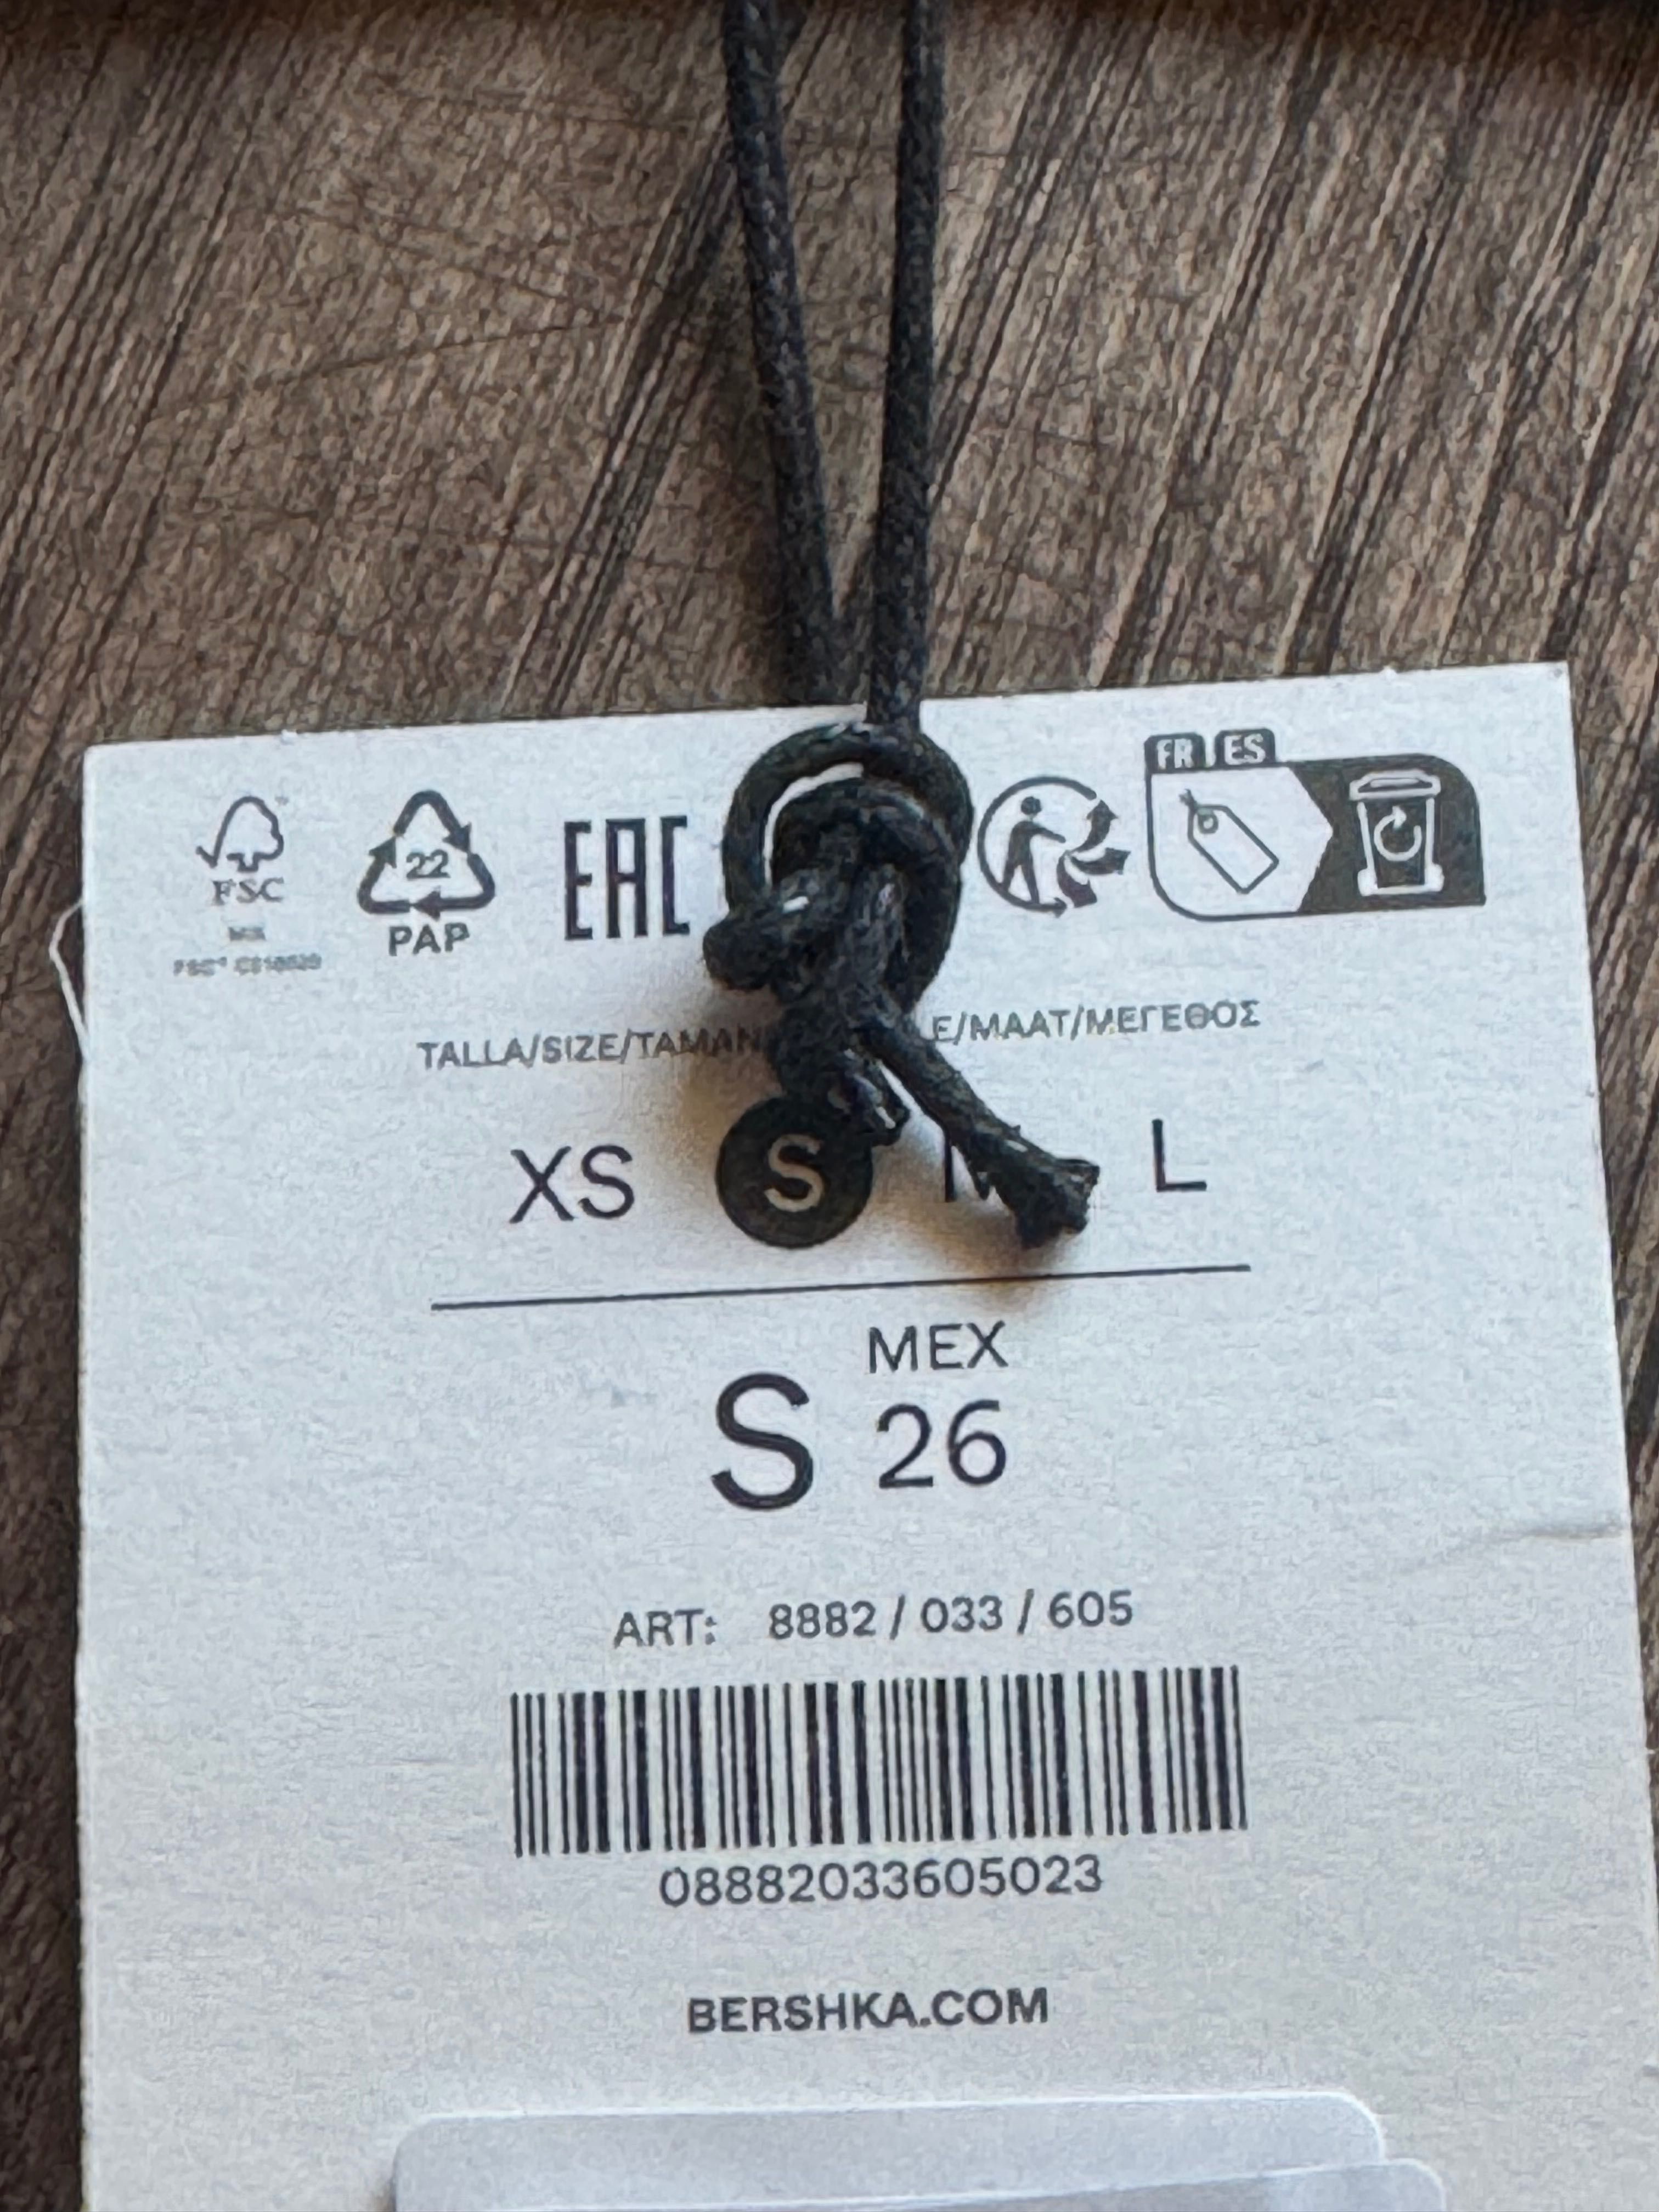 FR ES
FSC
22
PAP
EAC
TALLA/SIZE/TAMAN E/MAAT/ΜΕΓΕΘΟΣ
XS S M L
MEX
S 26
ART: 8882 / 033 / 605
08882033605023
BERSHKA.COM